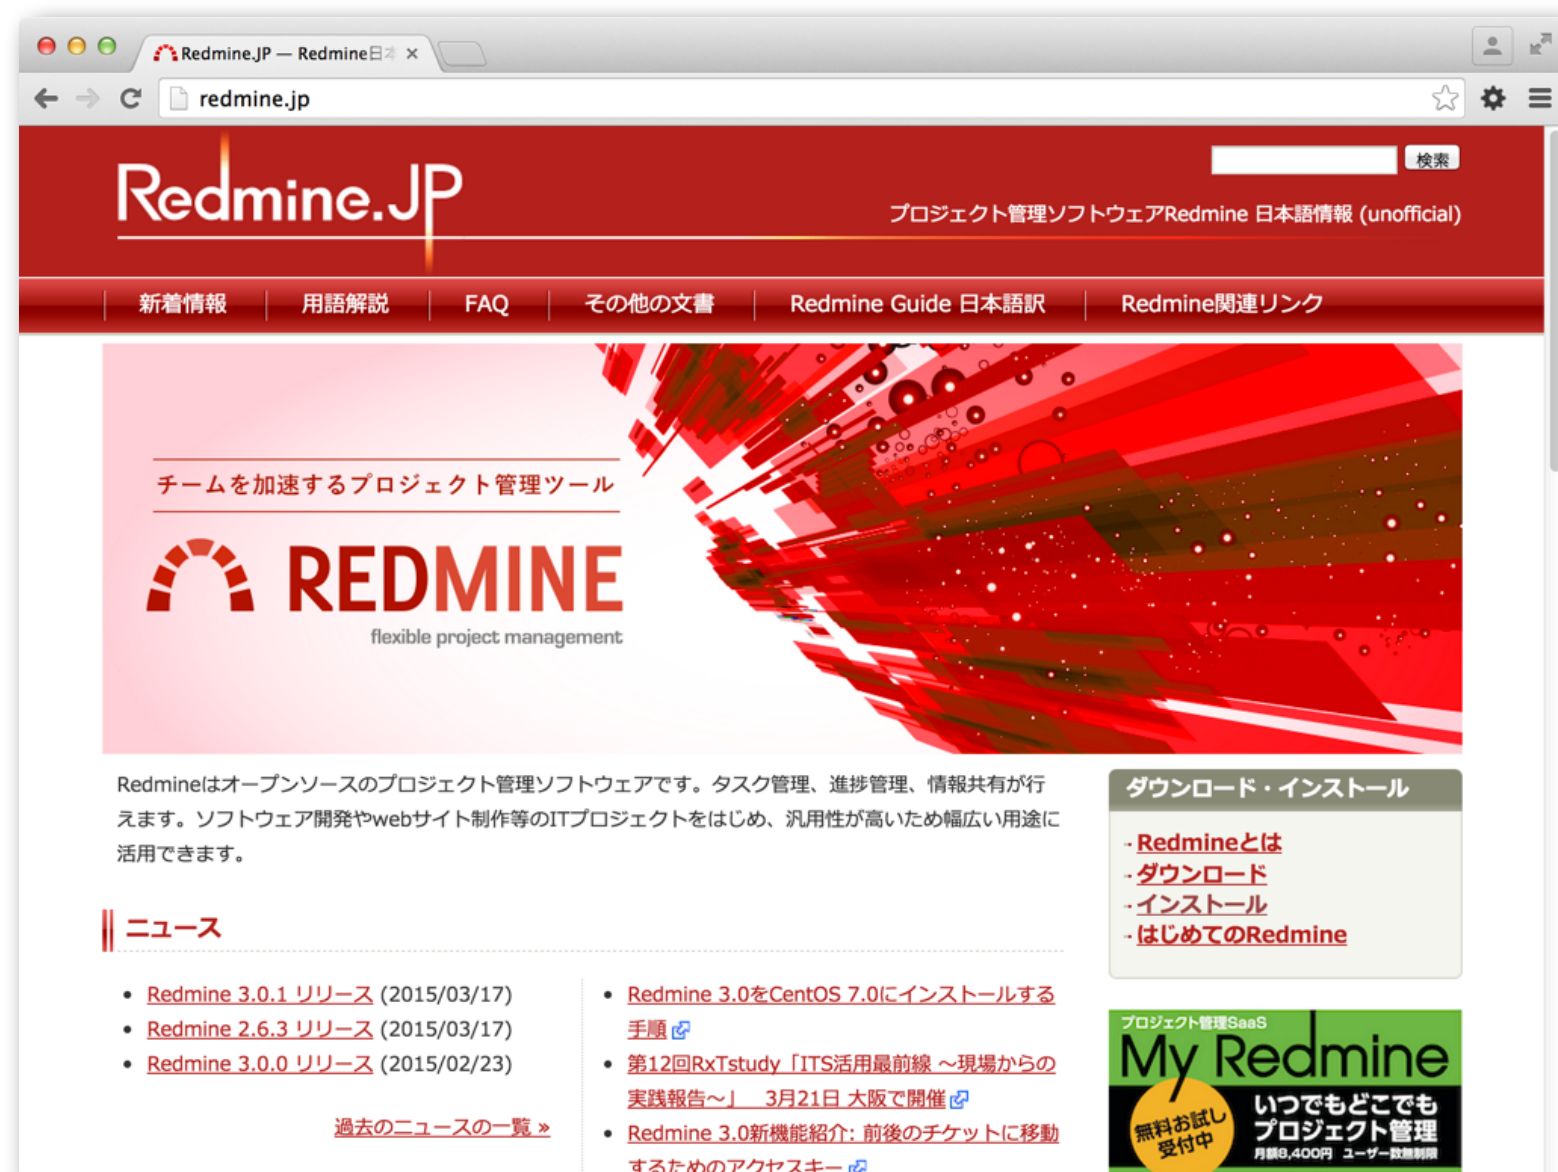 Redmine.JP — Redmine日本
redmine.jp
Redmine.JP
検索
プロジェクト管理ソフトウェアRedmine 日本語情報 (unofficial)
新着情報 用語解説 FAQ その他の文書 Redmine Guide 日本語訳 Redmine関連リンク
チームを加速するプロジェクト管理ツール
REDMINE
flexible project management
Redmineはオープンソースのプロジェクト管理ソフトウェアです。タスク管理、進捗管理、情報共有が行
えます。ソフトウェア開発やwebサイト制作等のITプロジェクトをはじめ、汎用性が高いため幅広い用途に
活用できます。
ニュース
Redmine 3.0.1 リリース (2015/03/17)
Redmine 2.6.3 リリース (2015/03/17)
Redmine 3.0.0 リリース (2015/02/23)
過去のニュースの一覧 »
Redmine 3.0をCentOS 7.0にインストールする
手順
第12回RxTstudy「ITS活用最前線 ～現場からの
実践報告～」 3月21日 大阪で開催
Redmine 3.0新機能紹介: 前後のチケットに移動
するためのアクセスキー
ダウンロード・インストール
Redmineとは
ダウンロード
インストール
はじめてのRedmine
プロジェクト管理SaaS
My Redmine
無料お試し
受付中
いつでもどこでも
プロジェクト管理
月額8,400円 ユーザー数無制限